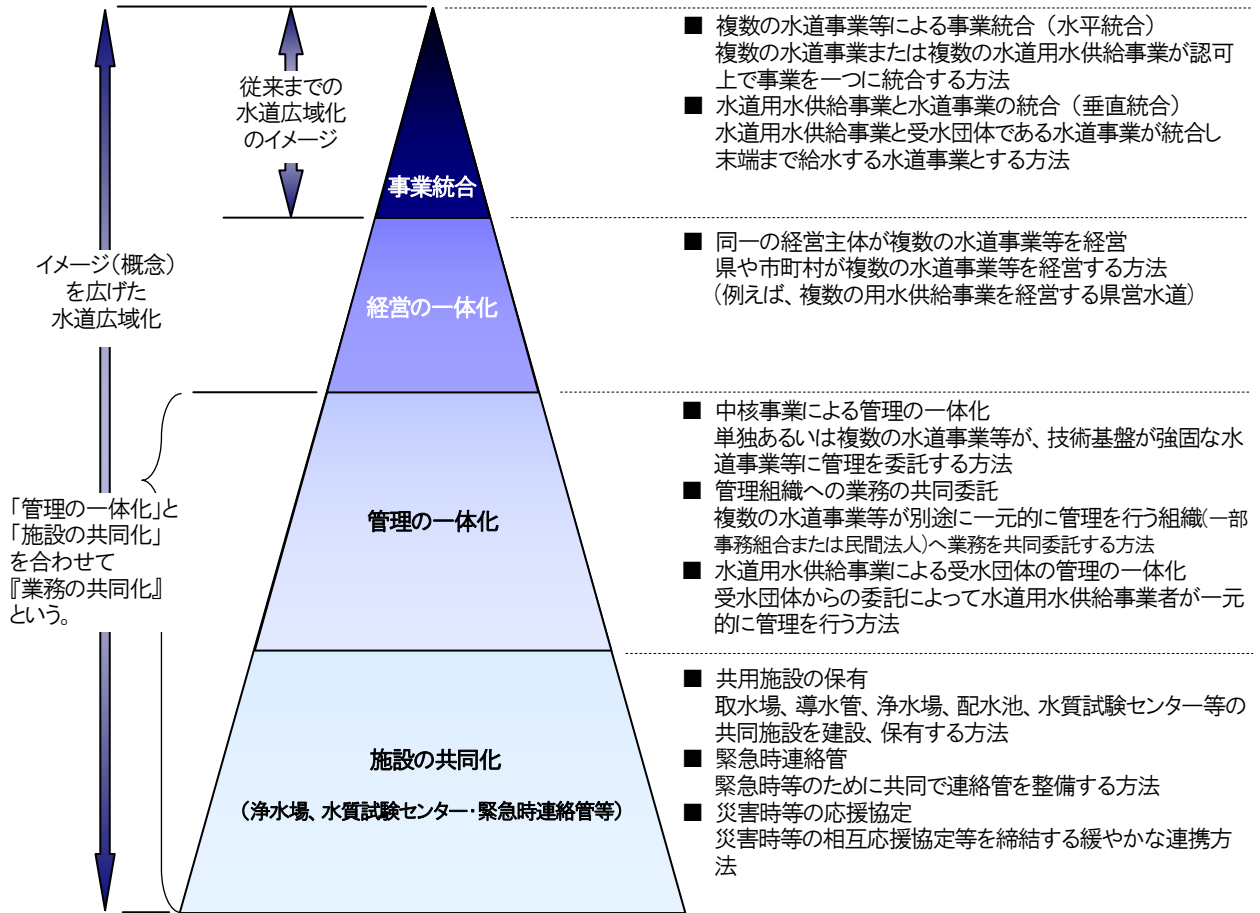 従来までの
水道広域化
のイメージ
イメージ(概念)
を広げた
水道広域化
「管理の一体化」と
「施設の共同化」
を合わせて
『業務の共同化』
という。
事業統合
経営の一体化
管理の一体化
施設の共同化
(浄水場、水質試験センター・緊急時連絡管等)
■ 複数の水道事業等による事業統合(水平統合)
複数の水道事業または複数の水道用水供給事業が認可
上で事業を一つに統合する方法
■ 水道用水供給事業と水道事業の統合(垂直統合)
水道用水供給事業と受水団体である水道事業が統合し
末端まで給水する水道事業とする方法
■ 同一の経営主体が複数の水道事業等を経営
県や市町村が複数の水道事業等を経営する方法
(例えば、複数の用水供給事業を経営する県営水道)
■ 中核事業による管理の一体化
単独あるいは複数の水道事業等が、技術基盤が強固な水
道事業等に管理を委託する方法
■ 管理組織への業務の共同委託
複数の水道事業等が別途に一元的に管理を行う組織(一部
事務組合または民間法人)へ業務を共同委託する方法
■ 水道用水供給事業による受水団体の管理の一体化
受水団体からの委託によって水道用水供給事業者が一元
的に管理を行う方法
■ 共用施設の保有
取水場、導水管、浄水場、配水池、水質試験センター等の
共同施設を建設、保有する方法
■ 緊急時連絡管
緊急時等のために共同で連絡管を整備する方法
■ 災害時等の応援協定
災害時等の相互応援協定等を締結する緩やかな連携方
法